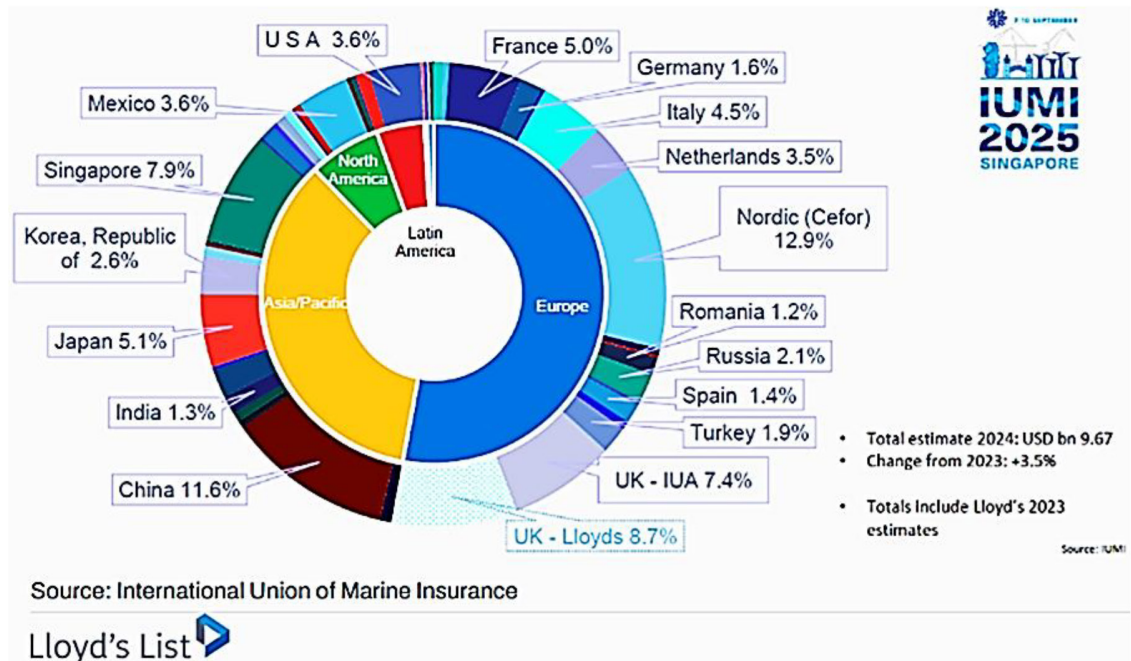 7-10 SEPTEMBER
IUMI
2025
SINGAPORE
U S A 3.6%
France 5.0%
Germany 1.6%
Mexico 3.6%
Italy 4.5%
Netherlands 3.5%
Singapore 7.9%
Nordic (Cefor)
12.9%
Korea, Republic
of 2.6%
North
America
Latin
America
Asia/Pacific
Europe
Romania 1.2%
Japan 5.1%
Russia 2.1%
Spain 1.4%
India 1.3%
Turkey 1.9%
China 11.6%
UK - IUA 7.4%
UK - Lloyds 8.7%
• Total estimate 2024: USD bn 9.67
• Change from 2023: +3.5%
• Totals Include Lloyd's 2023
estimates
Source: IUMI
Source: International Union of Marine Insurance
Lloyd's List